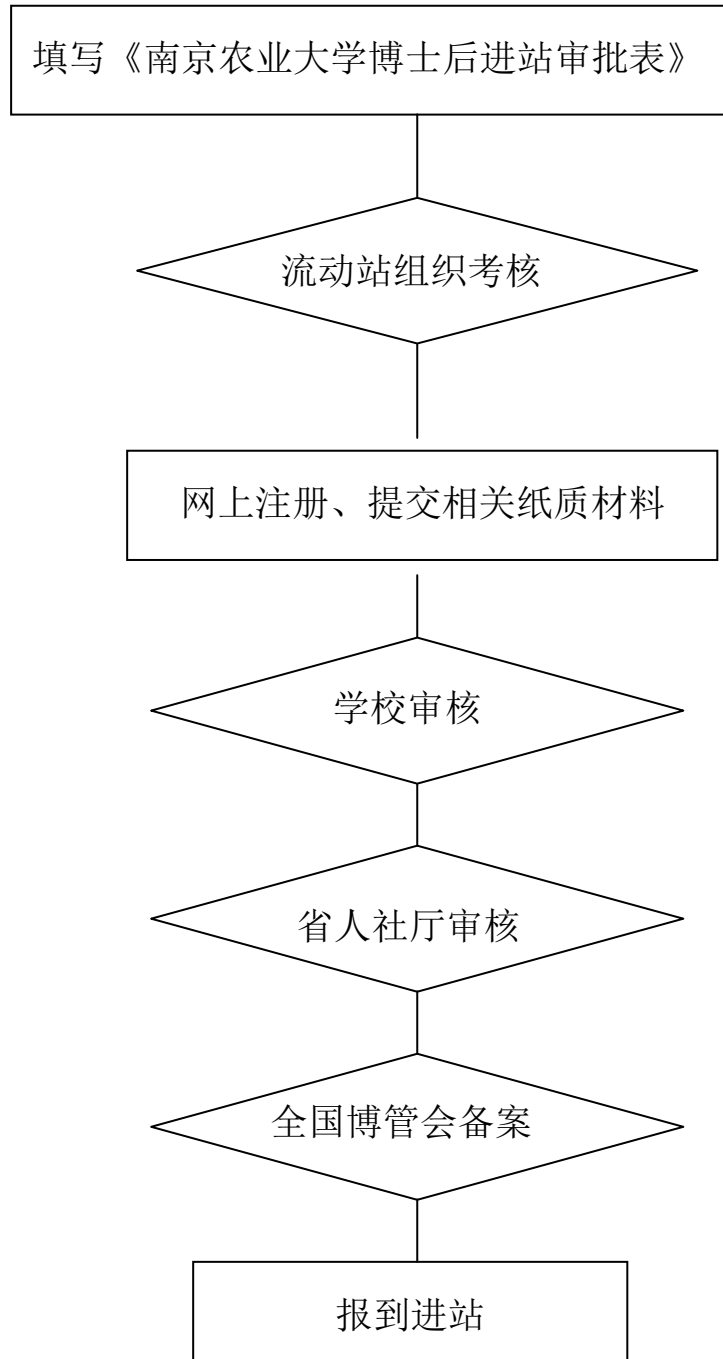 填写《南京农业大学博士后进站审批表》
流动站组织考核
网上注册、提交相关纸质材料
学校审核
省人社厅审核
全国博管会备案
报到进站